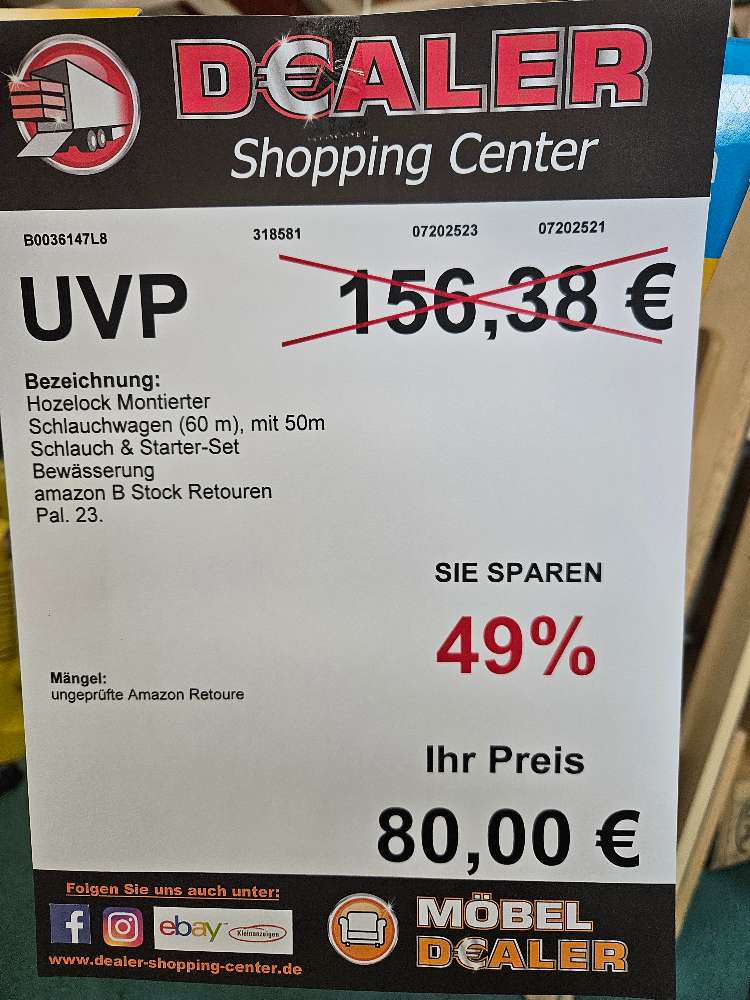 D€ALER
Shopping Center
B0036147L8 318581 07202523 07202521
UVP 156,38 €
Bezeichnung:
Hozelock Montierter
Schlauchwagen (60 m), mit 50m
Schlauch & Starter-Set
Bewässerung
amazon B Stock Retouren
Pal. 23.
SIE SPAREN
49%
Mängel:
ungeprüfte Amazon Retoure
Ihr Preis
80,00 €
Folgen Sie uns auch unter:
ebay Kleinanzeigen
www.dealer-shopping-center.de
MÖBEL
D€ALER